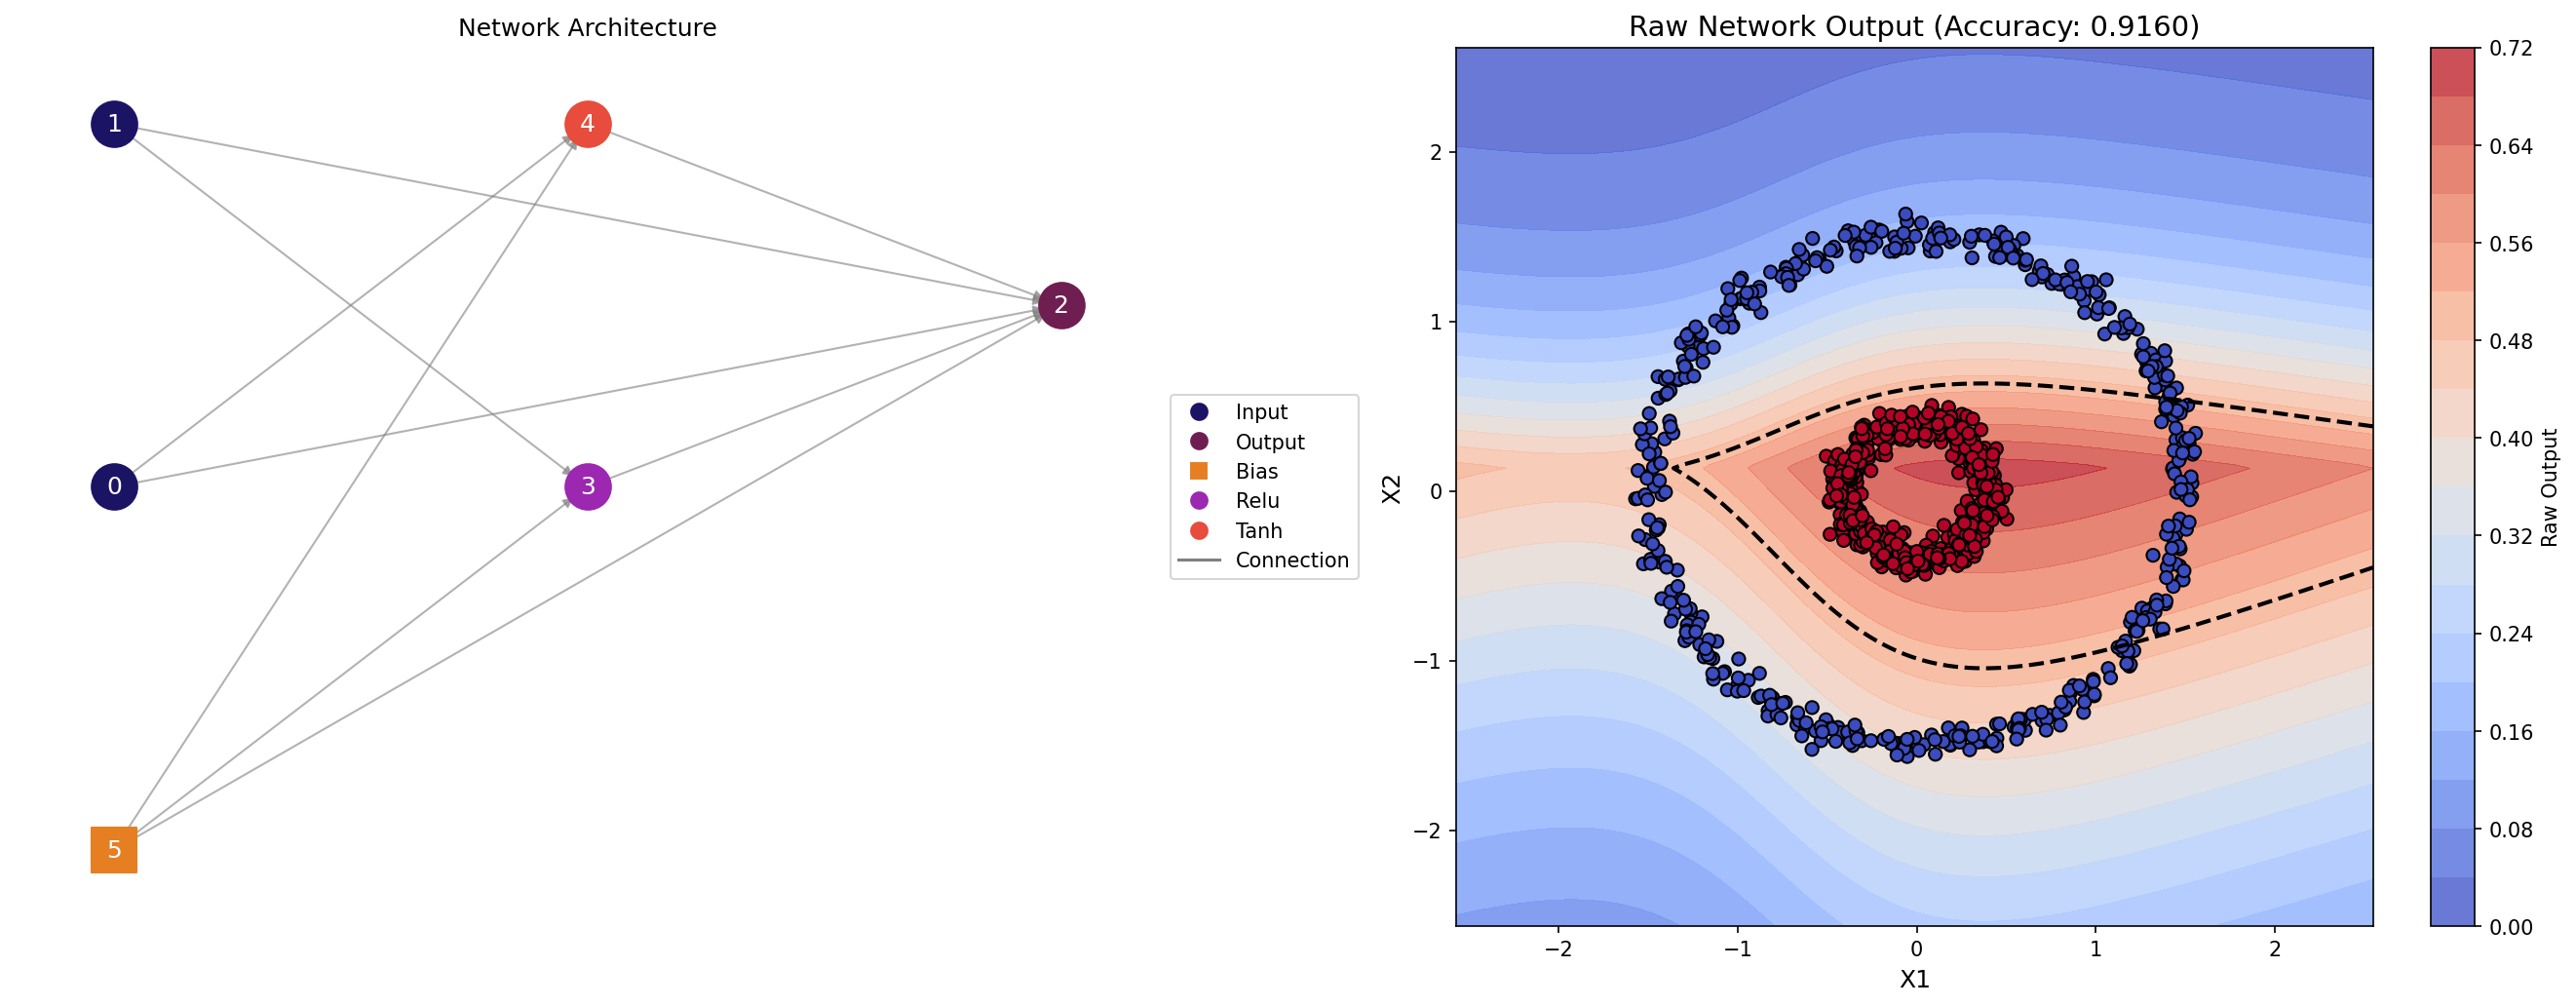 Network Architecture
1
4
2
0
3
5
Input
Output
Bias
Relu
Tanh
Connection
Raw Network Output (Accuracy: 0.9160)
2
1
0
−1
−2
X2
−2
−1
0
1
2
X1
0.72
0.64
0.56
0.48
0.40
0.32
0.24
0.16
0.08
0.00
Raw Output